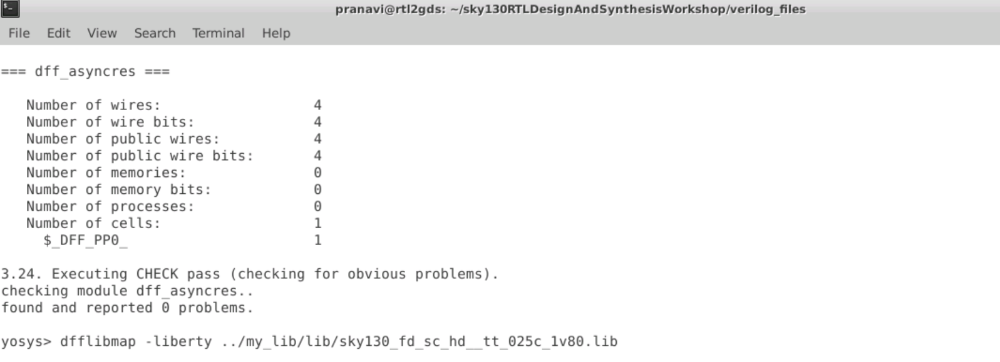 pranavi@rtl2gds: ~/sky130RTLDesignAndSynthesisWorkshop/verilog_files
File Edit View Search Terminal Help
=== dff_asyncres ===
Number of wires: 4
Number of wire bits: 4
Number of public wires: 4
Number of public wire bits: 4
Number of memories: 0
Number of memory bits: 0
Number of processes: 0
Number of cells: 1
$_DFF_PP0_ 1
3.24. Executing CHECK pass (checking for obvious problems).
checking module dff_asyncres..
found and reported 0 problems.
yosys> dfflibmap -liberty ../my_lib/lib/sky130_fd_sc_hd__tt_025c_1v80.lib